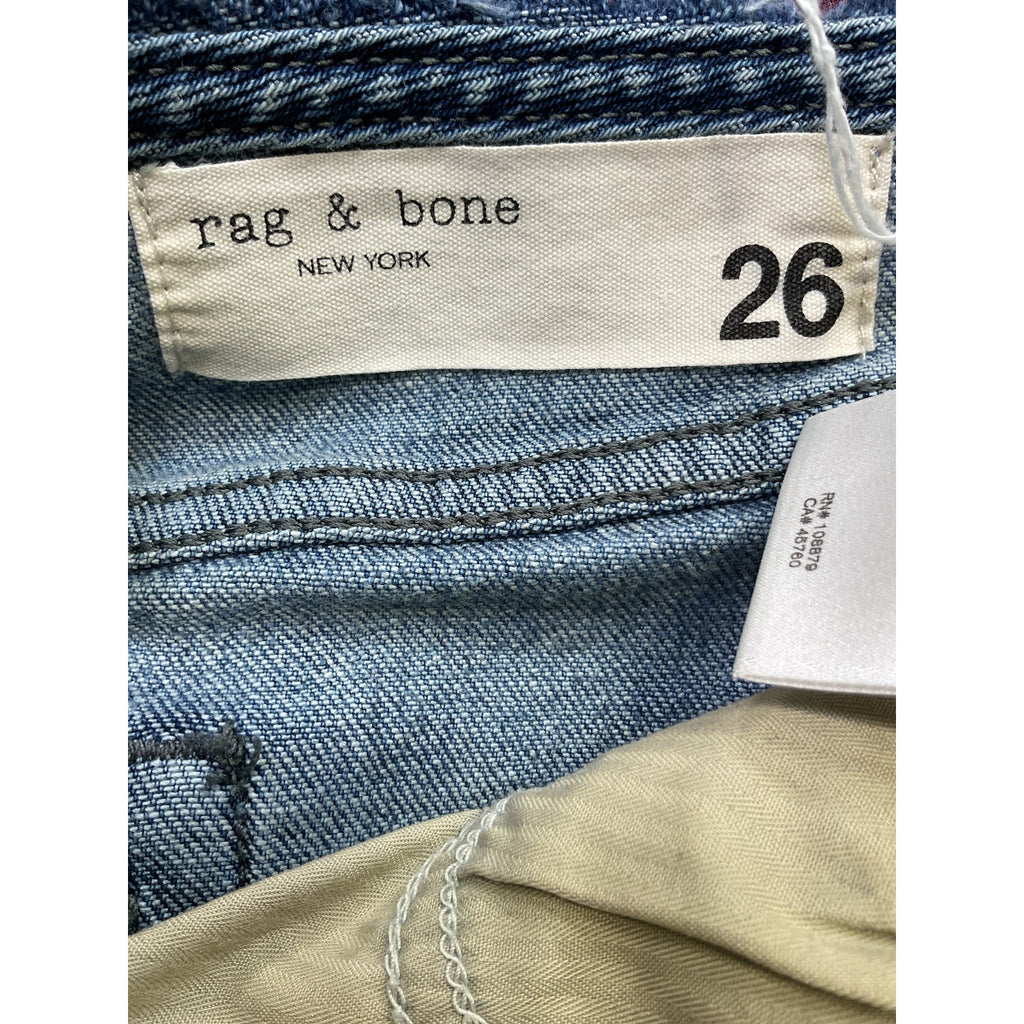 rag & bone
NEW YORK
26
RN# 108879
CA# 45760